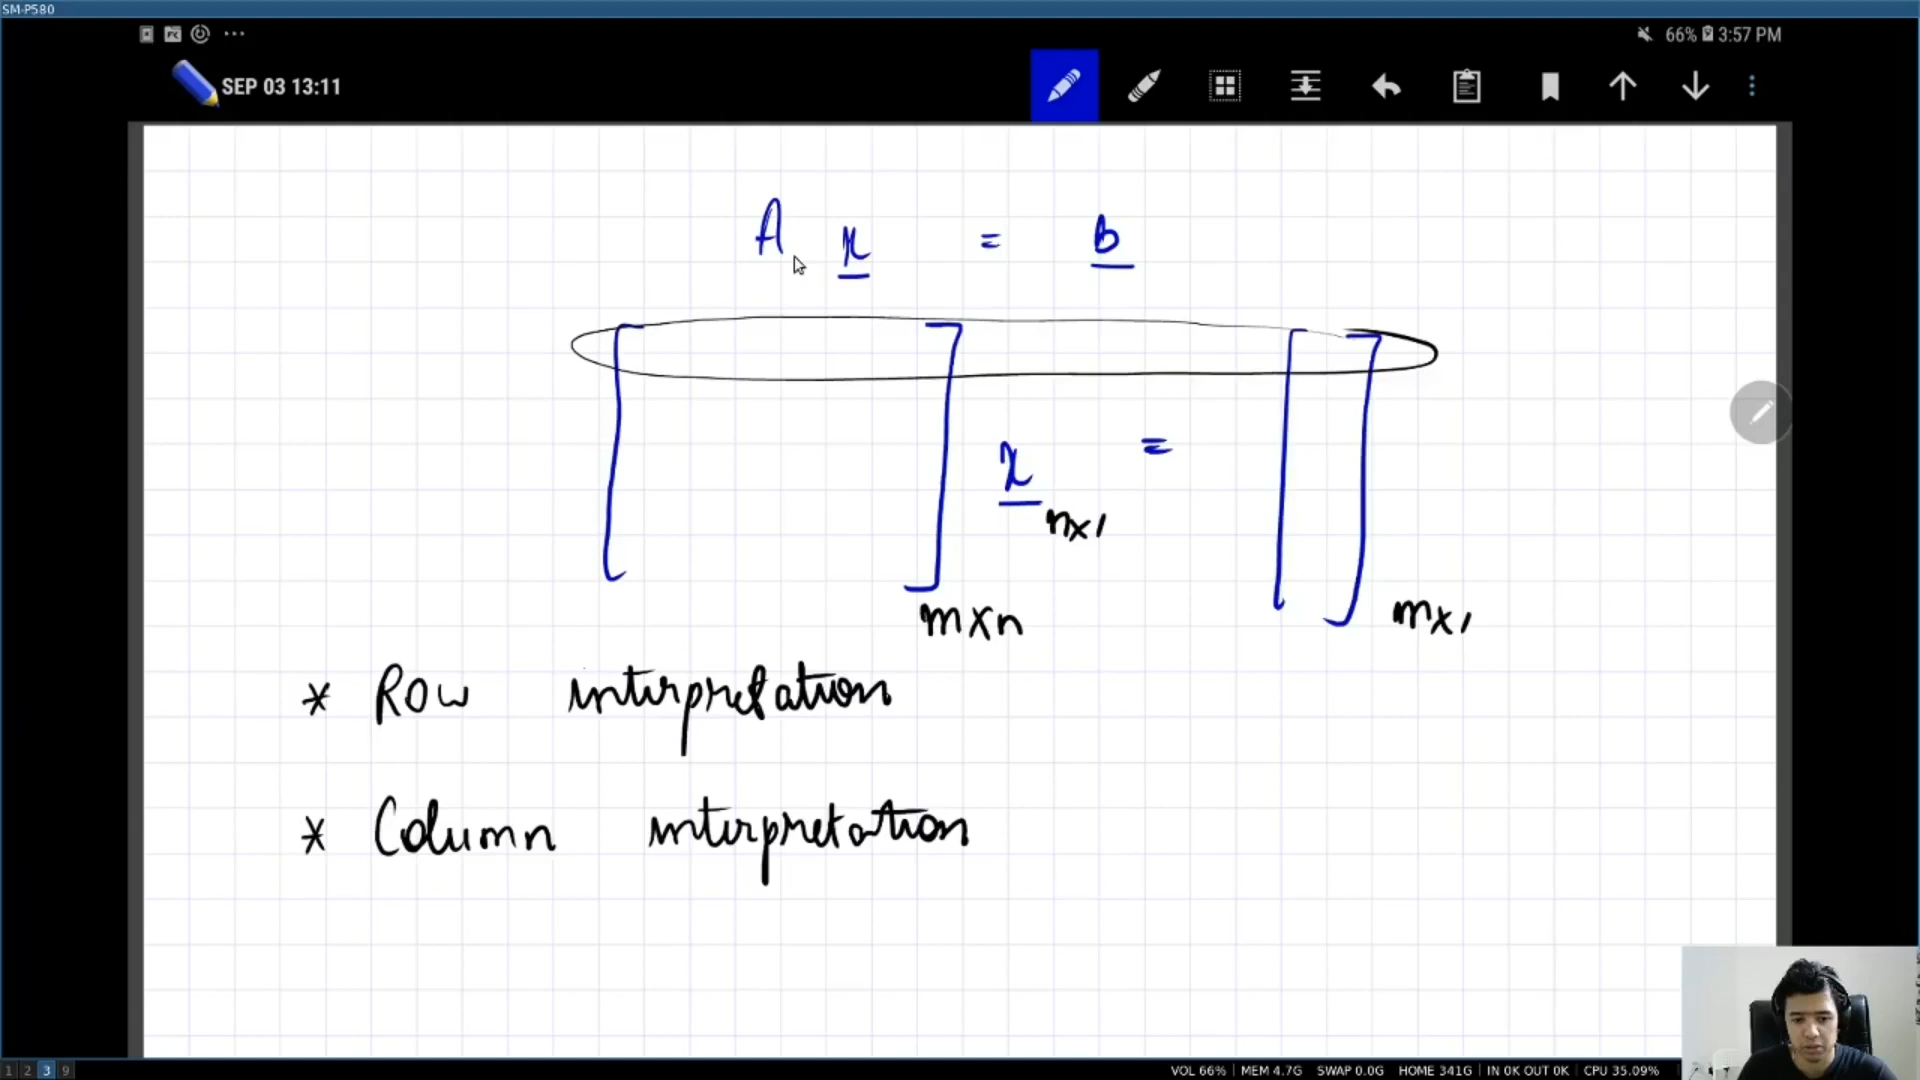 SM-P580
66% 3:57 PM
SEP 03 13:11
A x = b
x = 
nx1
mxn
mx1
* Row interpretation
* Column interpretation
1 2 3 9
VOL 66% | MEM 4.7G SWAP 0.0G HOME 341G | IN 0K OUT 0K | CPU 35.09%